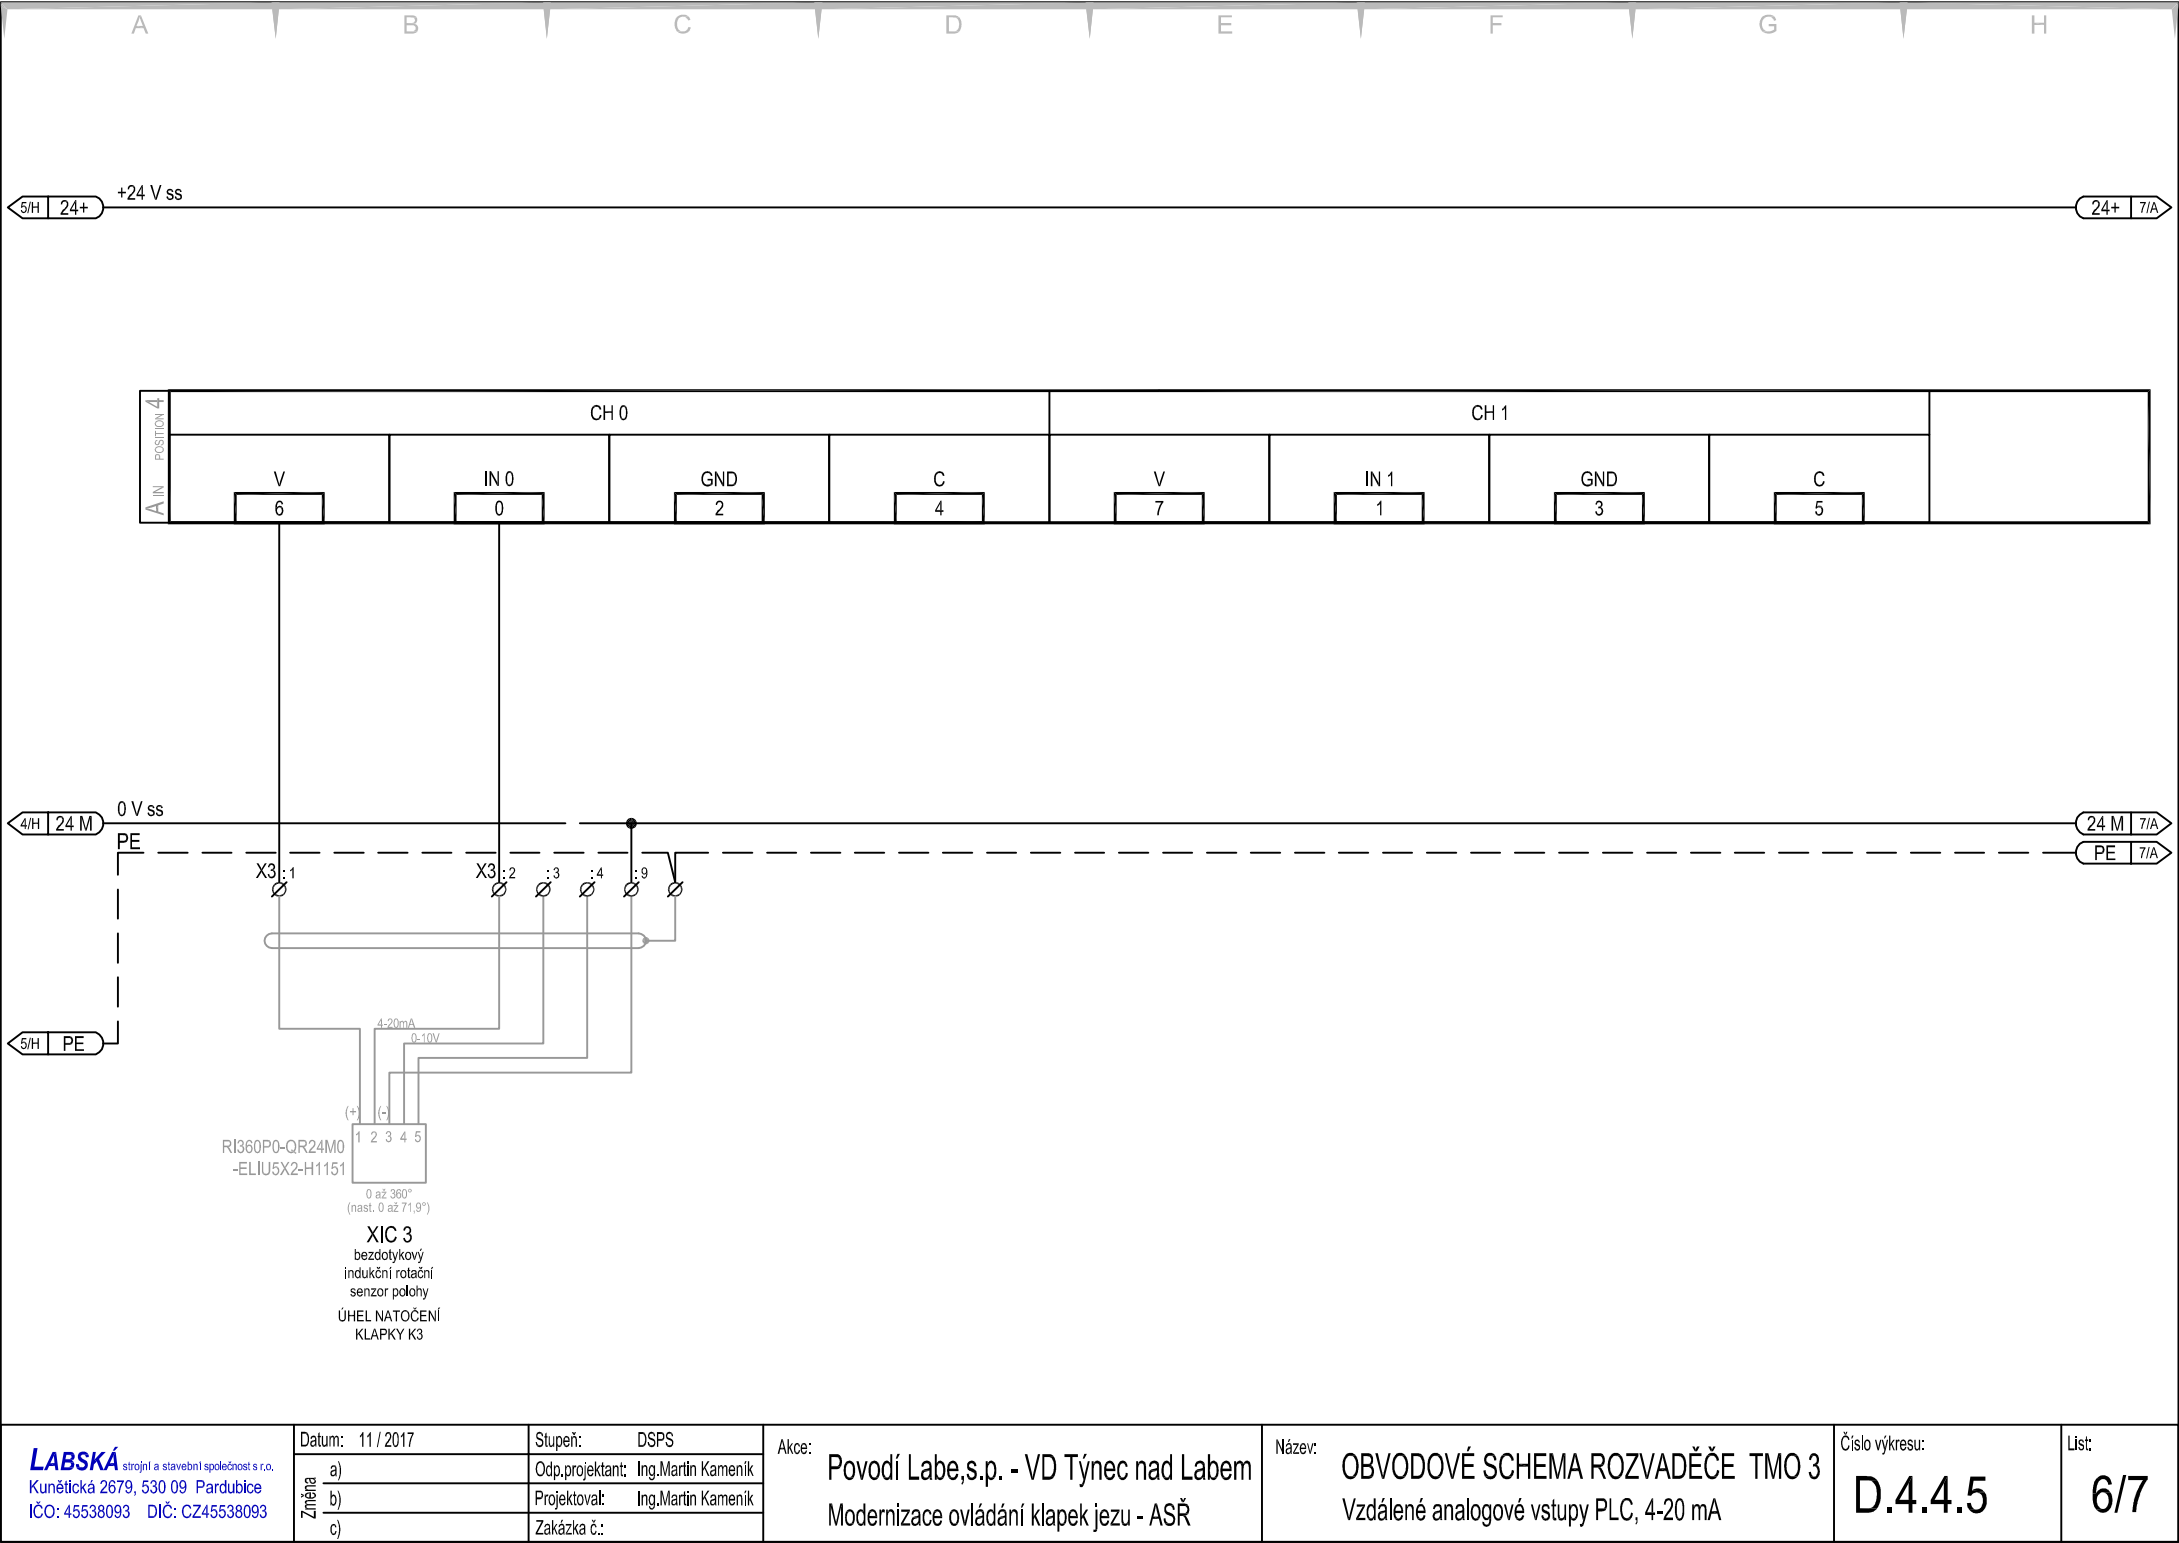 A B C D E F G H
+24 V ss
5/H 24+
24+ 7/A
A IN POSITION 4
CH 0 CH 1
V IN 0 GND C V IN 1 GND C
6 0 2 4 7 1 3 5
0 V ss
4/H 24 M
24 M 7/A
PE
PE 7/A
X3 :1 X3 :2 :3 :4 :9
5/H PE
4-20mA
0-10V
(+) (-)
1 2 3 4 5
RI360P0-QR24M0
-ELIU5X2-H1151
0 až 360°
(nast. 0 až 71,9°)
XIC 3
bezdotykový
indukční rotační
senzor polohy
ÚHEL NATOČENÍ
KLAPKY K3
LABSKÁ strojní a stavební společnost s r.o.
Kunětická 2679, 530 09 Pardubice
IČO: 45538093 DIČ: CZ45538093
Datum: 11 / 2017
Změna
a)
b)
c)
Stupeň: DSPS
Odp.projektant: Ing.Martin Kameník
Projektoval: Ing.Martin Kameník
Zakázka č.:
Akce:
Povodí Labe,s.p. - VD Týnec nad Labem
Modernizace ovládání klapek jezu - ASŘ
Název:
OBVODOVÉ SCHEMA ROZVADĚČE TMO 3
Vzdálené analogové vstupy PLC, 4-20 mA
Číslo výkresu:
D.4.4.5
List:
6/7